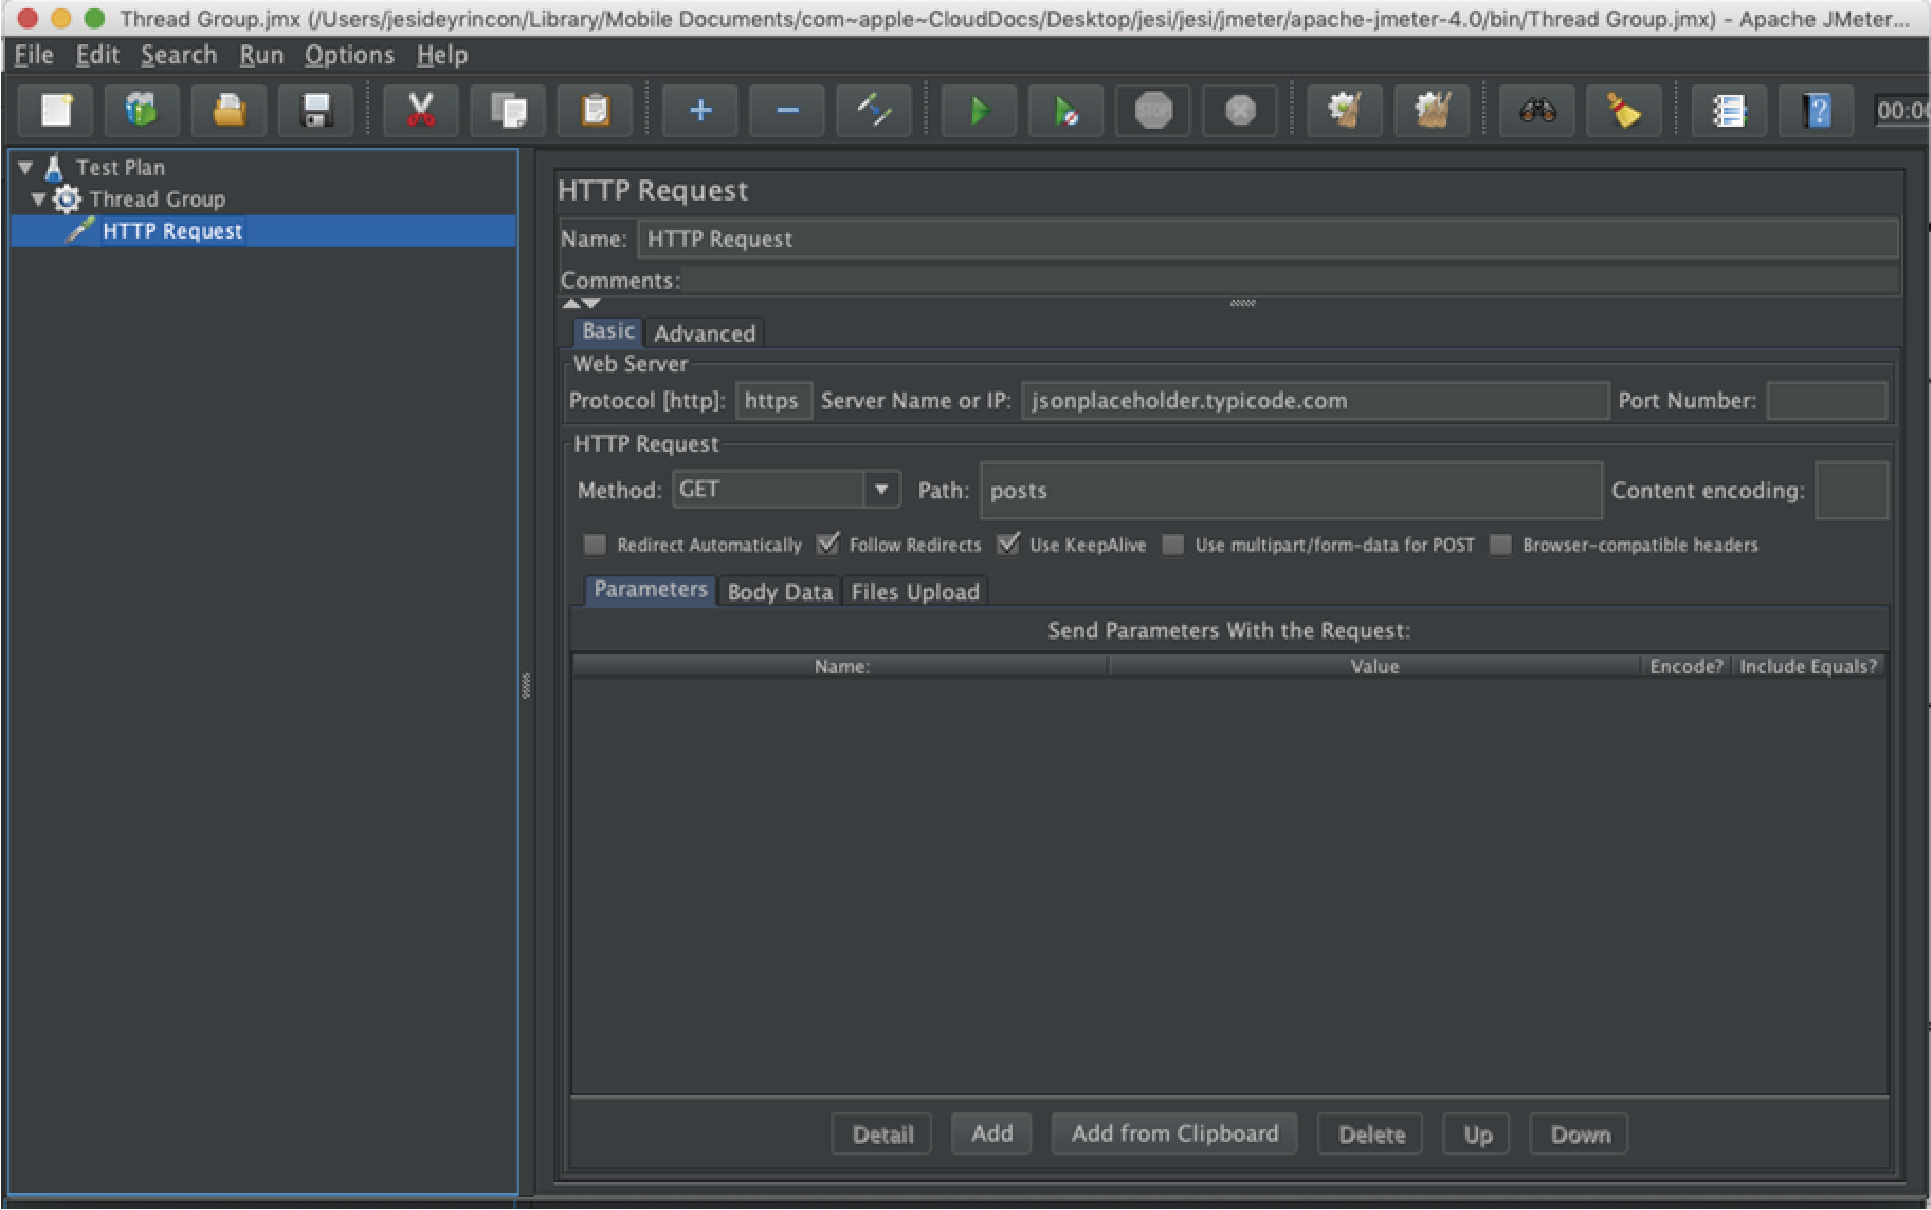 Thread Group.jmx (/Users/jesideyrincon/Library/Mobile Documents/com~apple~CloudDocs/Desktop/jesi/jesi/jmeter/apache-jmeter-4.0/bin/Thread Group.jmx) - Apache JMeter...
File Edit Search Run Options Help
STOP
00:0
Test Plan
Thread Group
HTTP Request
HTTP Request
Name: HTTP Request
Comments:
Basic Advanced
Web Server
Protocol [http]: https Server Name or IP: jsonplaceholder.typicode.com Port Number:
HTTP Request
Method: GET Path: posts Content encoding:
Redirect Automatically Follow Redirects Use KeepAlive Use multipart/form-data for POST Browser-compatible headers
Parameters Body Data Files Upload
Send Parameters With the Request:
Name: Value Encode? Include Equals?
Detail Add Add from Clipboard Delete Up Down